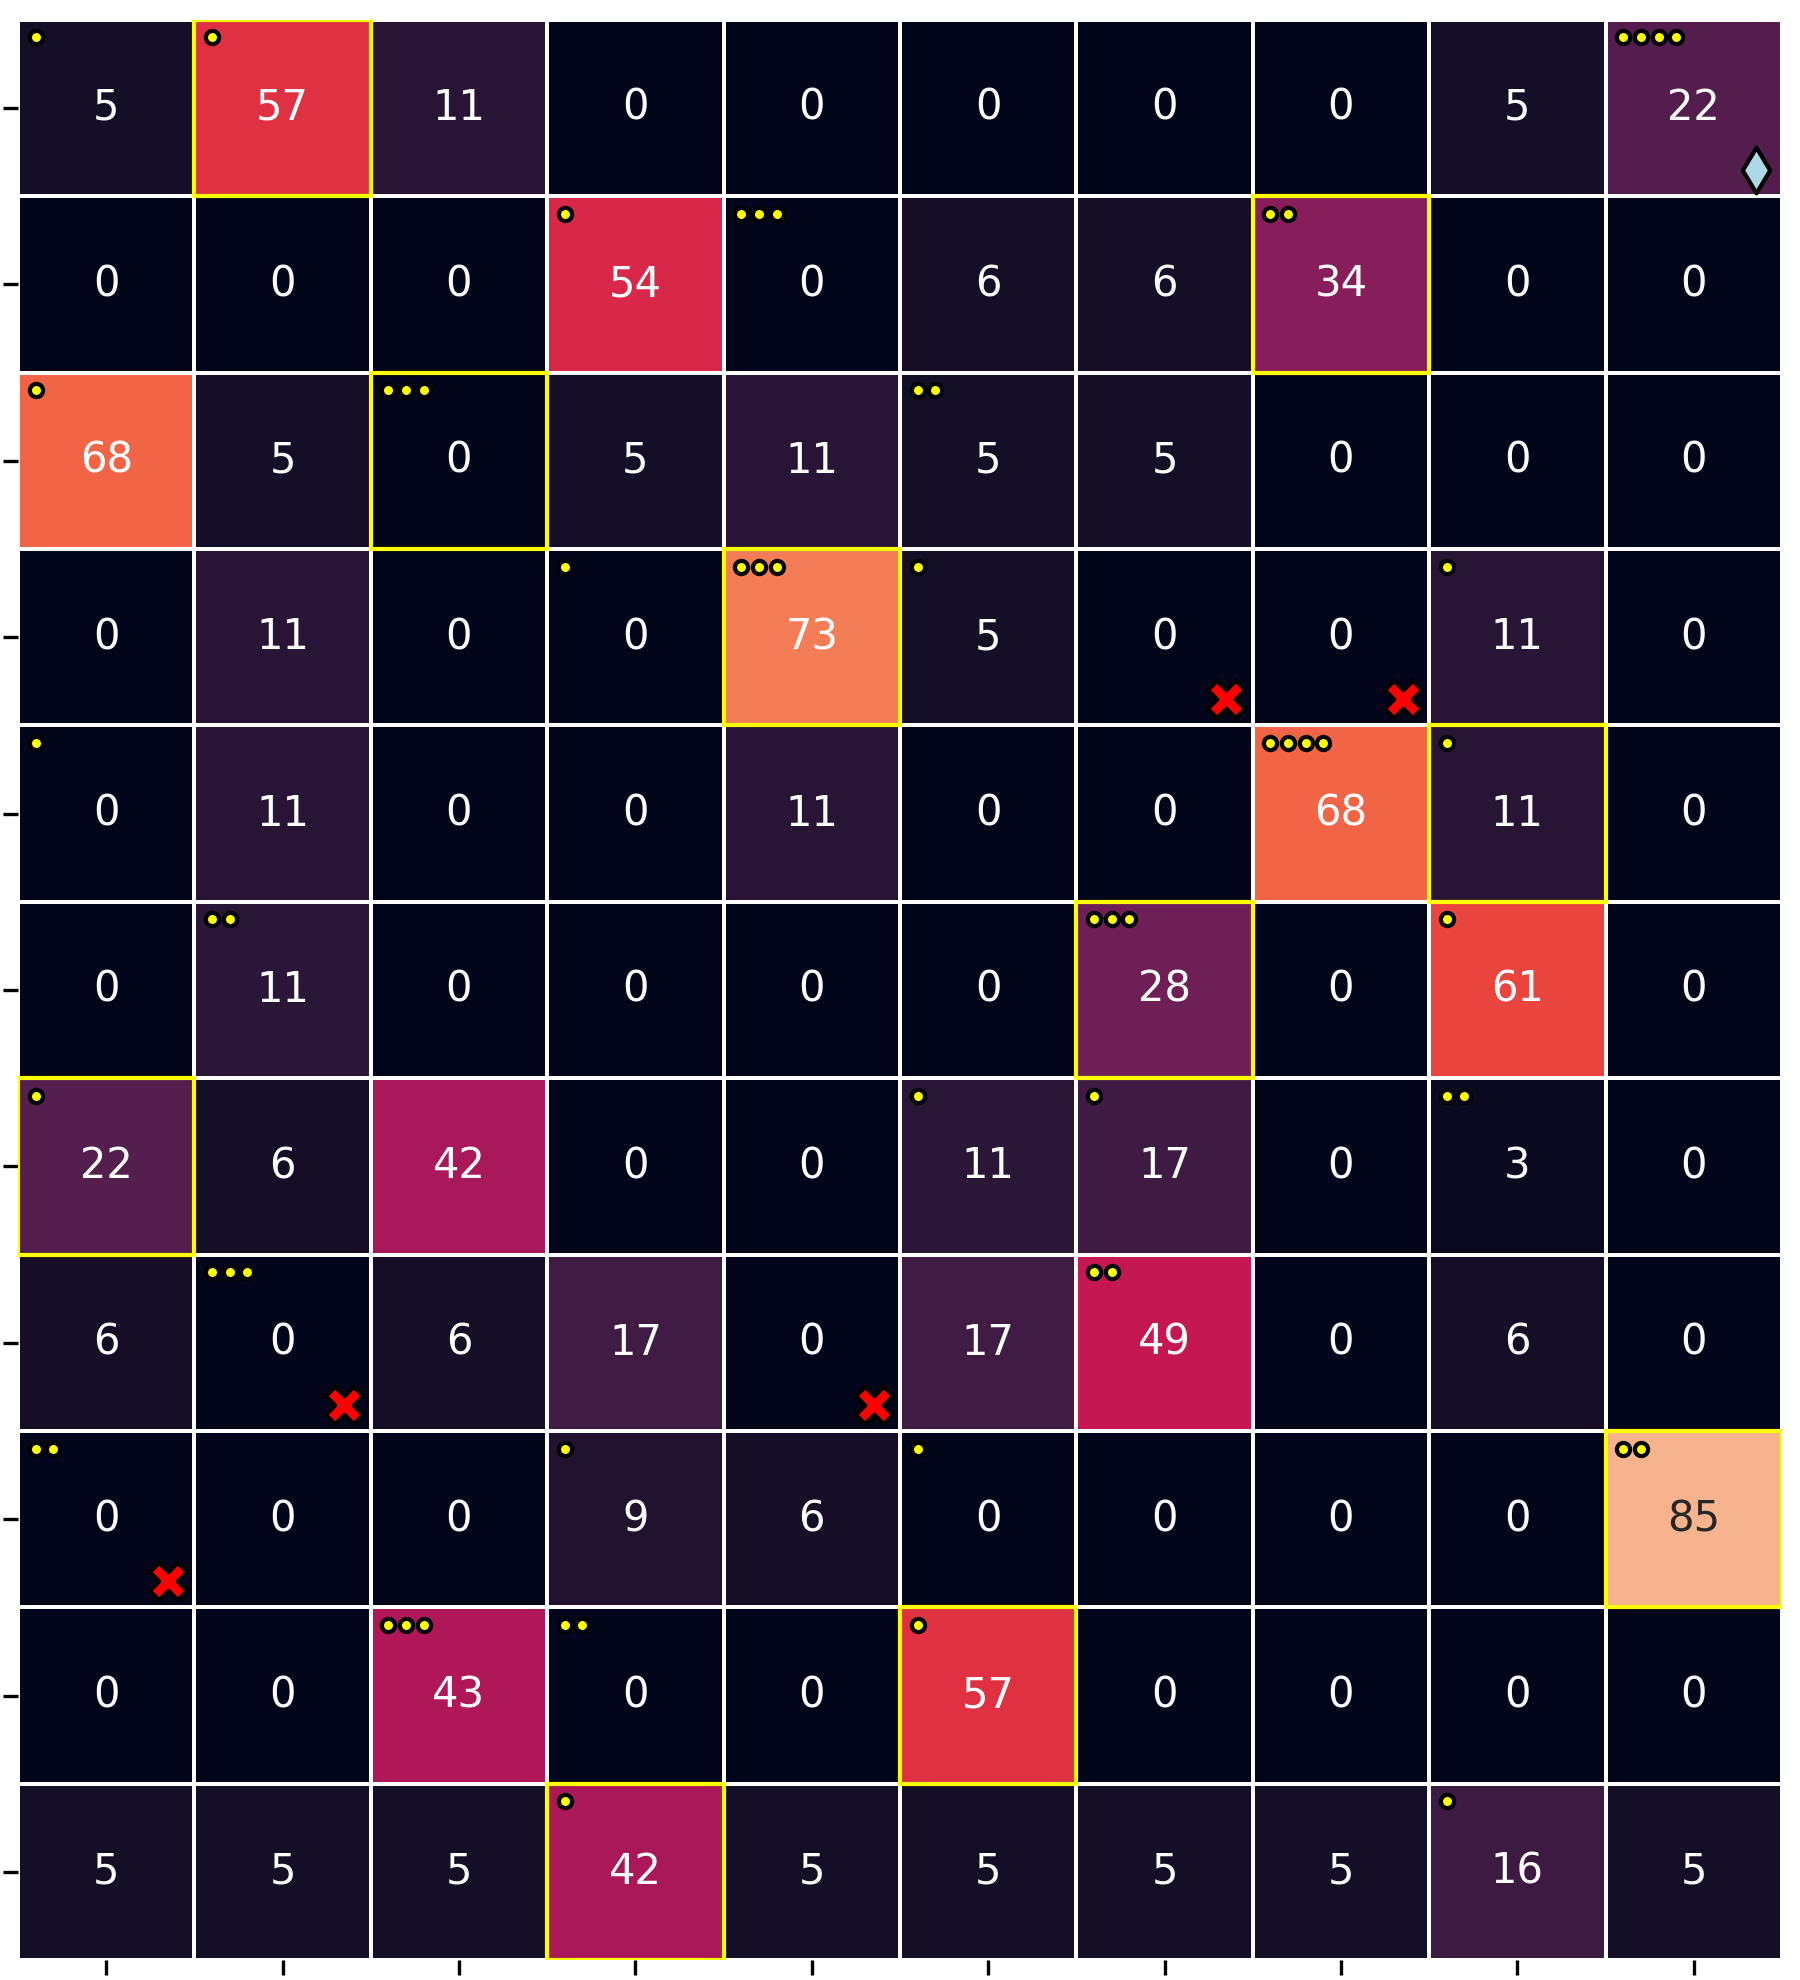 5 57 11 0 0 0 0 0 5 22
0 0 0 54 0 6 6 34 0 0
68 5 0 5 11 5 5 0 0 0
0 11 0 0 73 5 0 0 11 0
0 11 0 0 11 0 0 68 11 0
0 11 0 0 0 0 28 0 61 0
22 6 42 0 0 11 17 0 3 0
6 0 6 17 0 17 49 0 6 0
0 0 0 9 6 0 0 0 0 85
0 0 43 0 0 57 0 0 0 0
5 5 5 42 5 5 5 5 16 5